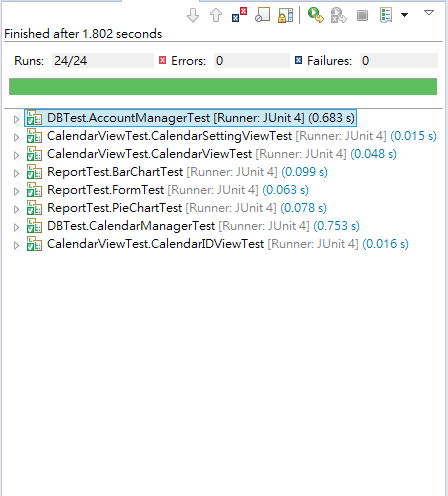 Finished after 1.802 seconds
Runs: 24/24 Errors: 0 Failures: 0
DBTest.AccountManagerTest [Runner: JUnit 4] (0.683 s)
CalendarViewTest.CalendarSettingViewTest [Runner: JUnit 4] (0.015 s)
CalendarViewTest.CalendarViewTest [Runner: JUnit 4] (0.048 s)
ReportTest.BarChartTest [Runner: JUnit 4] (0.099 s)
ReportTest.FormTest [Runner: JUnit 4] (0.063 s)
ReportTest.PieChartTest [Runner: JUnit 4] (0.078 s)
DBTest.CalendarManagerTest [Runner: JUnit 4] (0.753 s)
CalendarViewTest.CalendarIDViewTest [Runner: JUnit 4] (0.016 s)